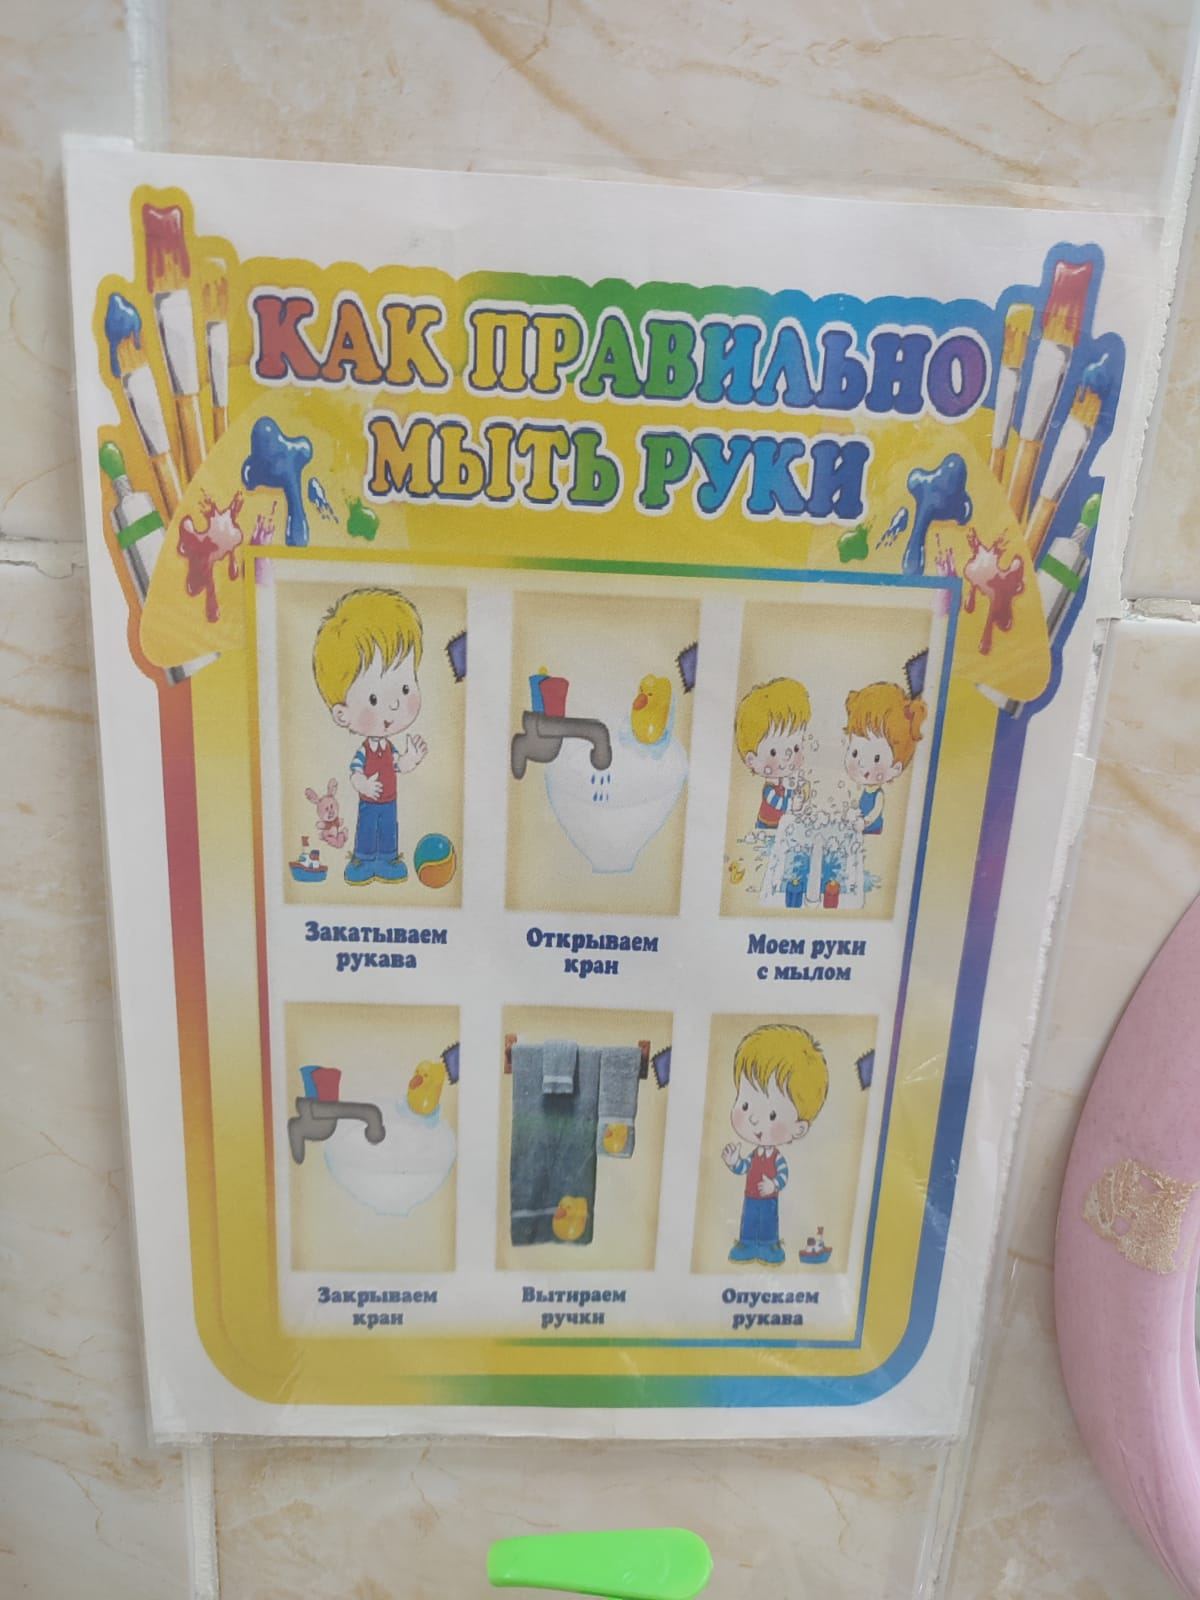 КАК ПРАВИЛЬНО
МЫТЬ РУКИ
Закатываем
рукава
Открываем
кран
Моем руки
с мылом
Закрываем
кран
Вытираем
ручки
Опускаем
рукава